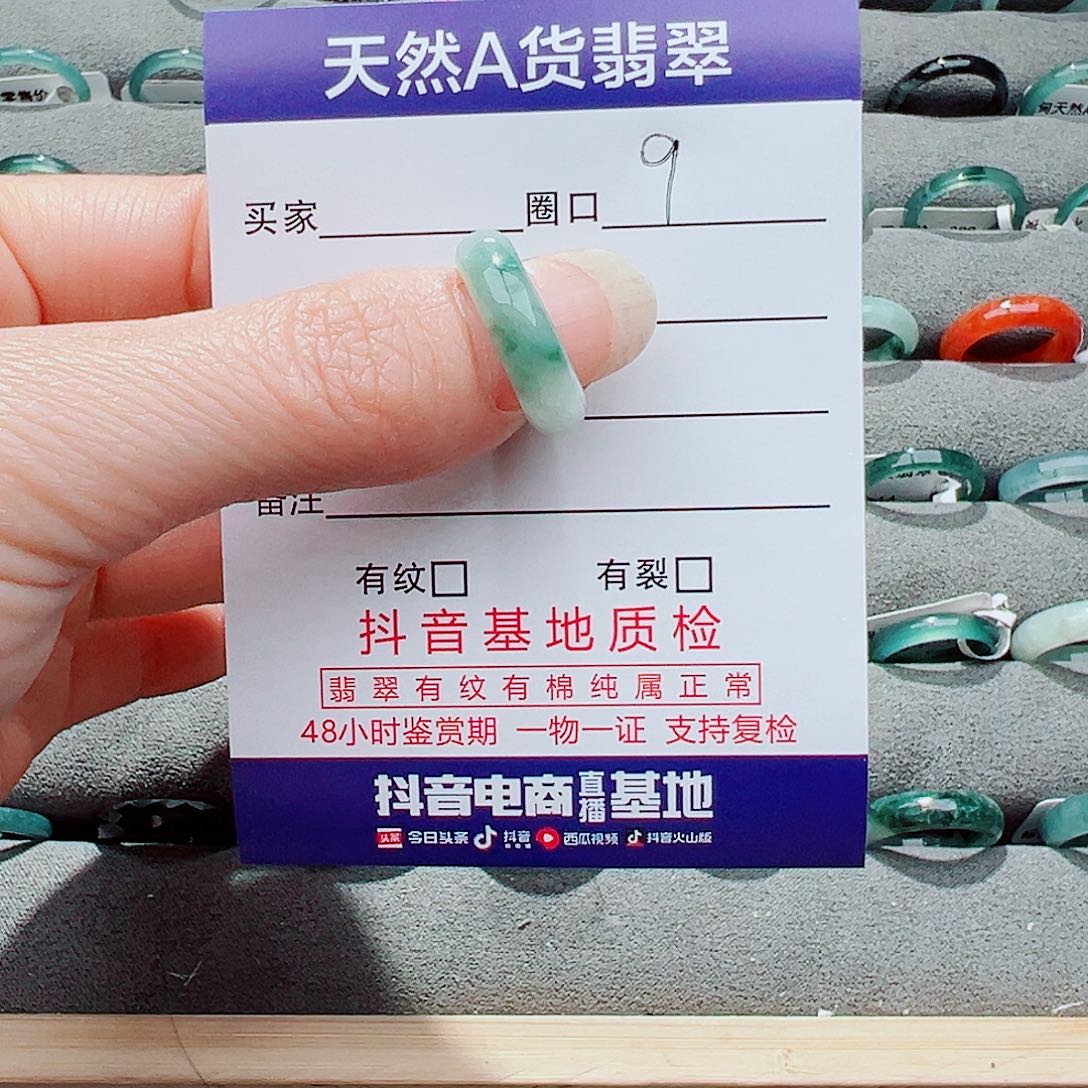 天然A货翡翠
买家 圈口 9
备注
有纹□ 有裂□
抖音基地质检
翡翠有纹有棉纯属正常
48小时鉴赏期 一物一证 支持复检
抖音电商直播基地
头条 今日头条 抖音 西瓜视频 抖音火山版
零售价